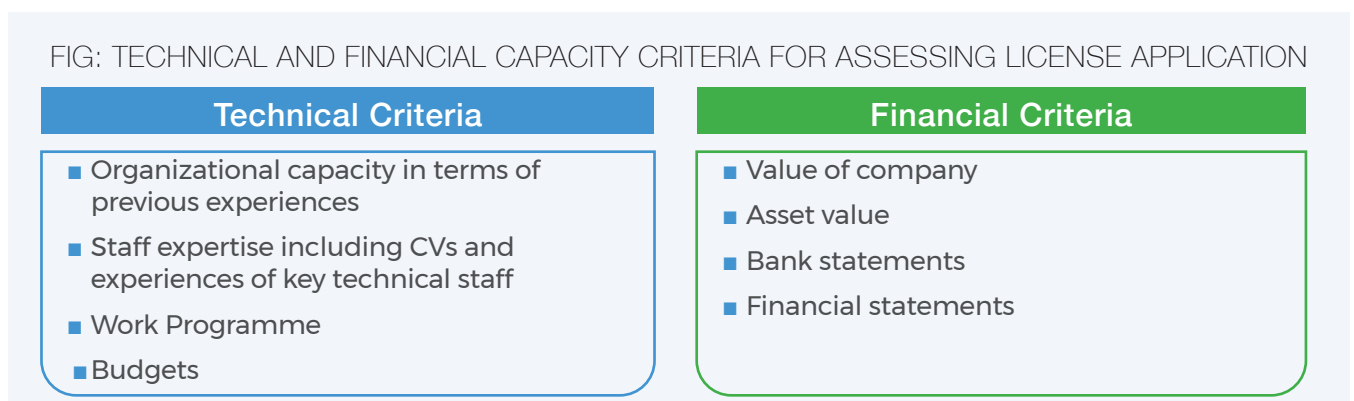 FIG: TECHNICAL AND FINANCIAL CAPACITY CRITERIA FOR ASSESSING LICENSE APPLICATION
Technical Criteria
■ Organizational capacity in terms of
previous experiences
■ Staff expertise including CVs and
experiences of key technical staff
■ Work Programme
■ Budgets
Financial Criteria
■ Value of company
■ Asset value
■ Bank statements
■ Financial statements